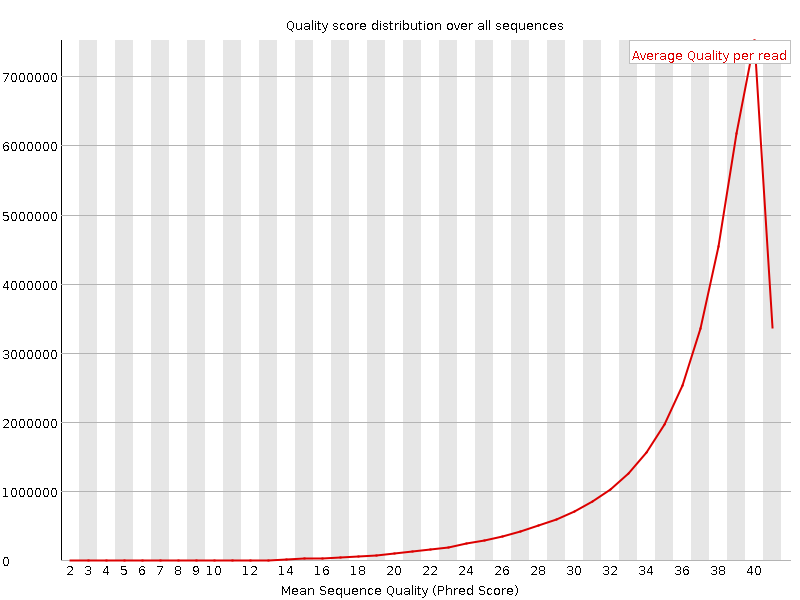 Quality score distribution over all sequences
Average Quality per read
7000000
6000000
5000000
4000000
3000000
2000000
1000000
0
2 3 4 5 6 7 8 9 10 12 14 16 18 20 22 24 26 28 30 32 34 36 38 40
Mean Sequence Quality (Phred Score)